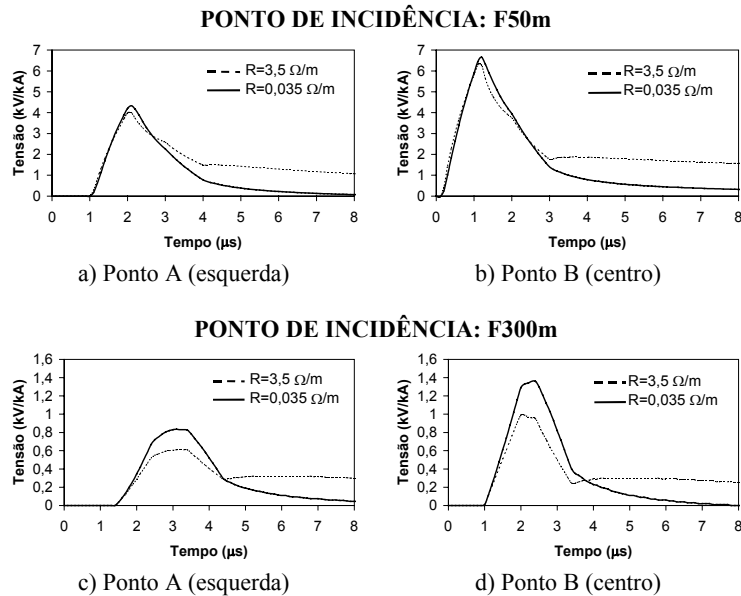 PONTO DE INCIDÊNCIA: F50m
Tensão (kV/kA)
7
6
5
4
3
2
1
0
R=3,5 Ω/m
R=0,035 Ω/m
0 1 2 3 4 5 6 7 8
Tempo (µs)
a) Ponto A (esquerda)
Tensão (kV/kA)
7
6
5
4
3
2
1
0
R=3,5 Ω/m
R=0,035 Ω/m
0 1 2 3 4 5 6 7 8
Tempo (µs)
b) Ponto B (centro)
PONTO DE INCIDÊNCIA: F300m
Tensão (kV/kA)
1,6
1,4
1,2
1
0,8
0,6
0,4
0,2
0
R=3,5 Ω/m
R=0,035 Ω/m
0 1 2 3 4 5 6 7 8
Tempo (µs)
c) Ponto A (esquerda)
Tensão (kV/kA)
1,6
1,4
1,2
1
0,8
0,6
0,4
0,2
0
R=3,5 Ω/m
R=0,035 Ω/m
0 1 2 3 4 5 6 7 8
Tempo (µs)
d) Ponto B (centro)